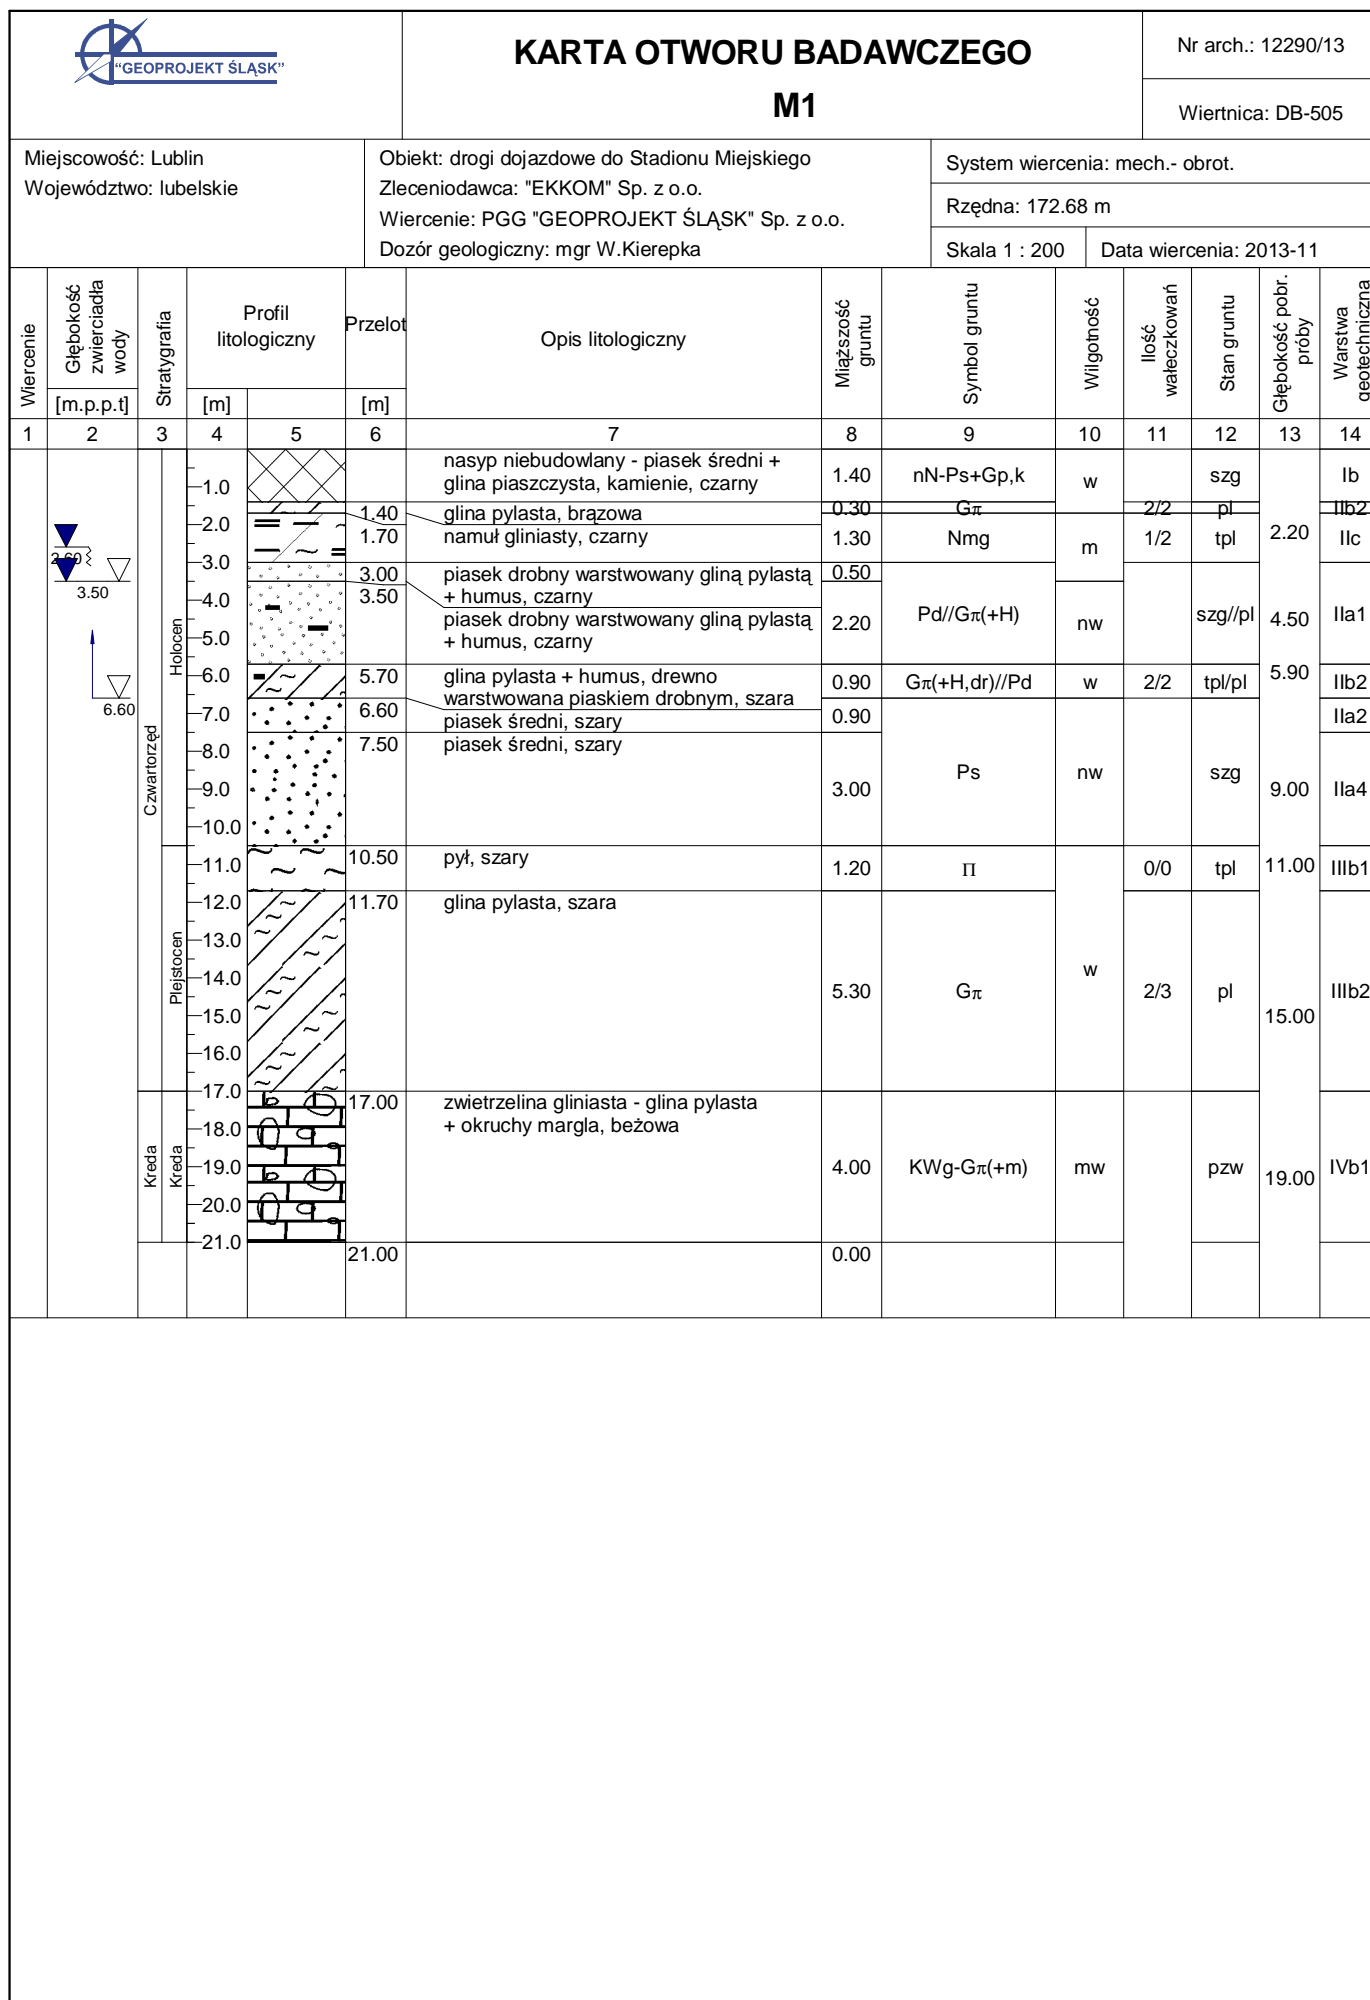 "GEOPROJEKT ŚLĄSK"
KARTA OTWORU BADAWCZEGO
M1
Nr arch.: 12290/13
Wiertnica: DB-505
Miejscowość: Lublin
Województwo: lubelskie
Obiekt: drogi dojazdowe do Stadionu Miejskiego
Zleceniodawca: "EKKOM" Sp. z o.o.
Wiercenie: PGG "GEOPROJEKT ŚLĄSK" Sp. z o.o.
Dozór geologiczny: mgr W.Kierepka
System wiercenia: mech.- obrot.
Rzędna: 172.68 m
Skala 1 : 200
Data wiercenia: 2013-11
Wiercenie
Głębokość zwierciadła wody
[m.p.p.t]
Stratygrafia
Profil litologiczny
[m]
Przelot
[m]
Opis litologiczny
Miąższość gruntu
Symbol gruntu
Wilgotność
Ilość wałeczkowań
Stan gruntu
Głębokość pobr. próby
Warstwa geotechniczna
1 2 3 4 5 6 7 8 9 10 11 12 13 14
2.60
3.50
6.60
Czwartorzęd
Holocen
Plejstocen
Kreda
Kreda
1.0
2.0
3.0
4.0
5.0
6.0
7.0
8.0
9.0
10.0
11.0
12.0
13.0
14.0
15.0
16.0
17.0
18.0
19.0
20.0
21.0
nasyp niebudowlany - piasek średni +
glina piaszczysta, kamienie, czarny
1.40 nN-Ps+Gp,k w szg Ib
1.40 glina pylasta, brązowa 0.30 Gπ 2/2 pl IIb2
1.70 namuł gliniasty, czarny 1.30 Nmg m 1/2 tpl 2.20 IIc
3.00 piasek drobny warstwowany gliną pylastą 0.50
+ humus, czarny
3.50 piasek drobny warstwowany gliną pylastą
+ humus, czarny
2.20 Pd//Gπ(+H) nw szg//pl 4.50 IIa1
5.70 glina pylasta + humus, drewno
warstwowana piaskiem drobnym, szara
0.90 Gπ(+H,dr)//Pd w 2/2 tpl/pl 5.90 IIb2
6.60 piasek średni, szary 0.90 IIa2
7.50 piasek średni, szary
3.00 Ps nw szg 9.00 IIa4
10.50 pył, szary 1.20 Π 0/0 tpl 11.00 IIIb1
11.70 glina pylasta, szara
5.30 Gπ w 2/3 pl 15.00 IIIb2
17.00 zwietrzelina gliniasta - glina pylasta
+ okruchy margla, beżowa
4.00 KWg-Gπ(+m) mw pzw 19.00 IVb1
21.00 0.00